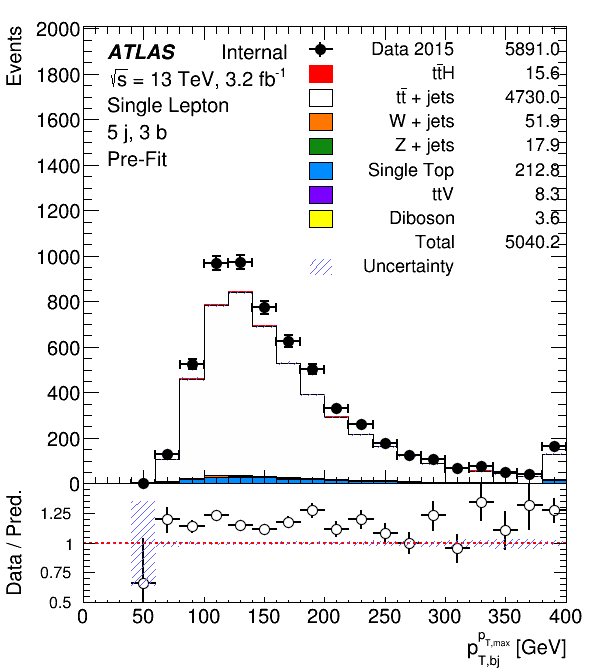 Events
2000
1800
1600
1400
1200
1000
800
600
400
200
0
ATLAS Internal
√s = 13 TeV, 3.2 fb⁻¹
Single Lepton
5 j, 3 b
Pre-Fit
Data 2015 5891.0
tt̄H 15.6
tt̄ + jets 4730.0
W + jets 51.9
Z + jets 17.9
Single Top 212.8
ttV 8.3
Diboson 3.6
Total 5040.2
Uncertainty
Data / Pred.
1.25
1
0.75
0.5
0 50 100 150 200 250 300 350 400
p_{T,bj}^{p_{T,max}} [GeV]